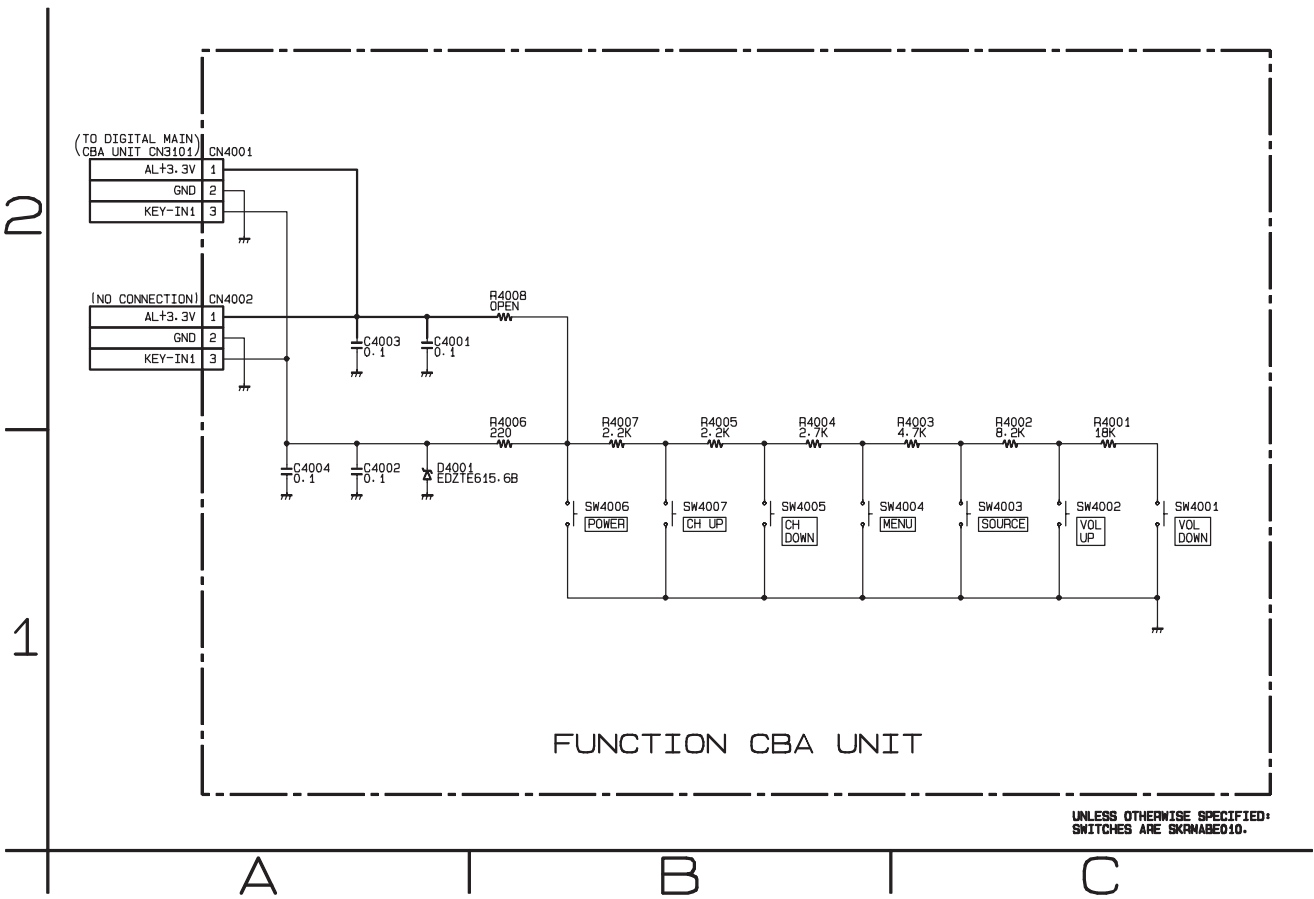 (TO DIGITAL MAIN)
(CBA UNIT CN3101) CN4001
AL+3.3V 1
GND 2
KEY-IN1 3
2
(NO CONNECTION) CN4002
AL+3.3V 1
GND 2
KEY-IN1 3
R4008
OPEN
C4003
0.1
C4001
0.1
R4006
220
R4007
2.2K
R4005
2.2K
R4004
2.7K
R4003
4.7K
R4002
8.2K
R4001
18K
C4004
0.1
C4002
0.1
D4001
EDZTE615.6B
SW4006
POWER
SW4007
CH UP
SW4005
CH
DOWN
SW4004
MENU
SW4003
SOURCE
SW4002
VOL
UP
SW4001
VOL
DOWN
1
FUNCTION CBA UNIT
UNLESS OTHERWISE SPECIFIED:
SWITCHES ARE SKRMABE010.
A B C